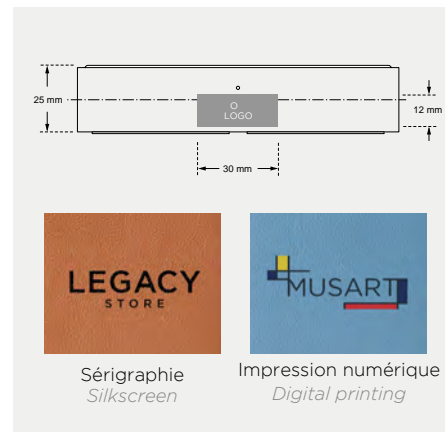 25 mm
O
LOGO
12 mm
30 mm
LEGACY
STORE
MUSART
Sérigraphie
Silkscreen
Impression numérique
Digital printing